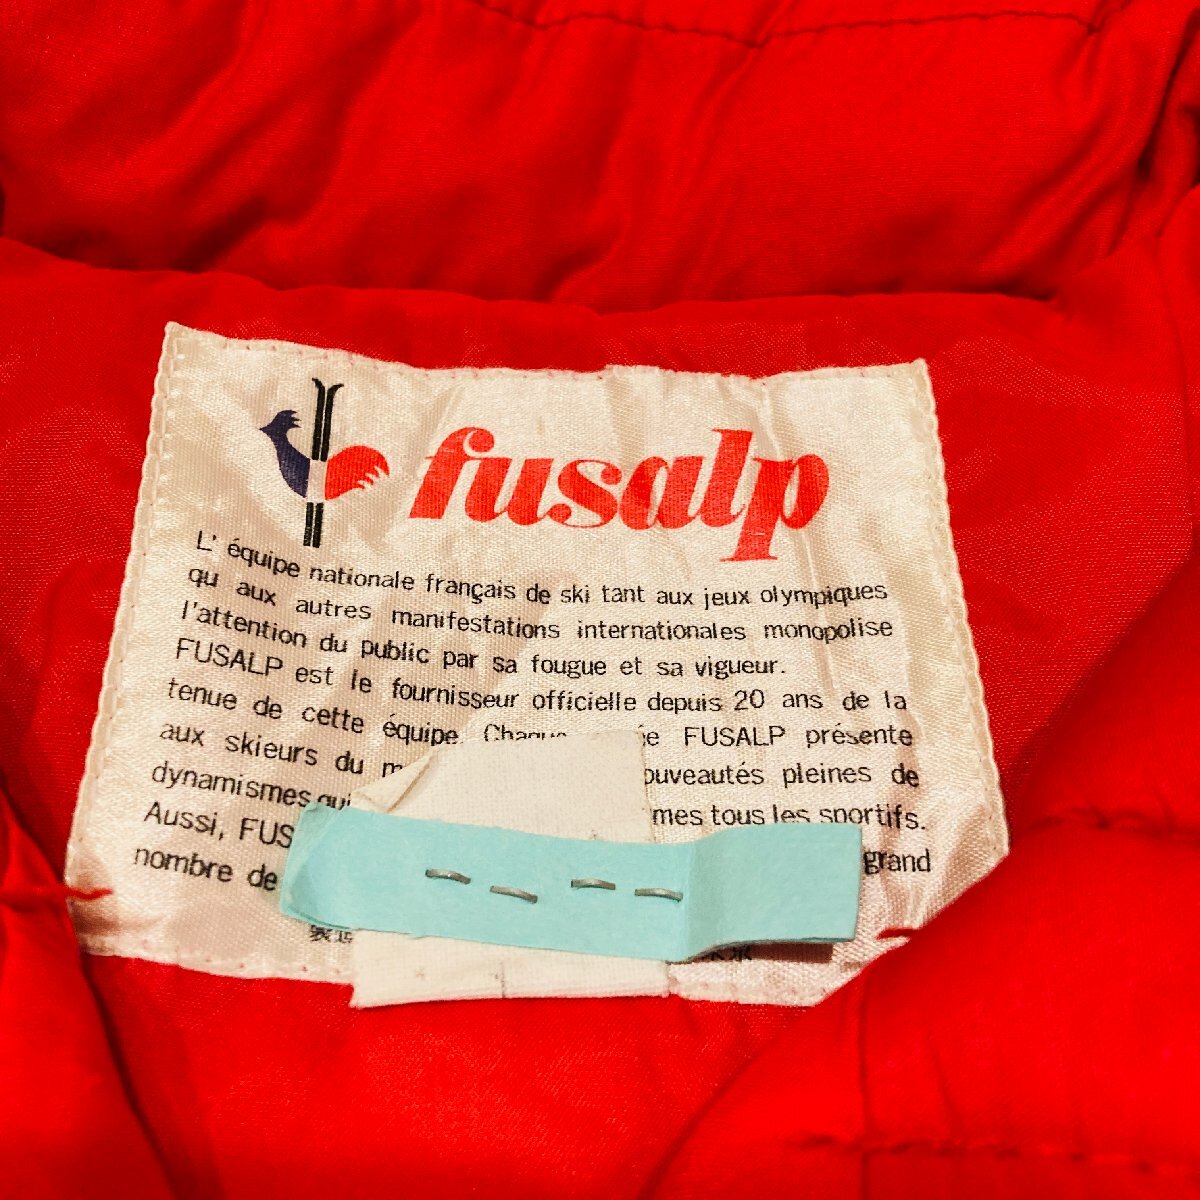 fusalp
L' équipe nationale français de ski tant aux jeux olympiques
qu aux autres manifestations internationales monopolise
l'attention du public par sa fougue et sa vigueur.
FUSALP est le fournisseur officielle depuis 20 ans de la
tenue de cette équipe. Chaque FUSALP présente
aux skieurs du pleines de
dynamismes tous les sportifs.
Aussi, grand
nombre de